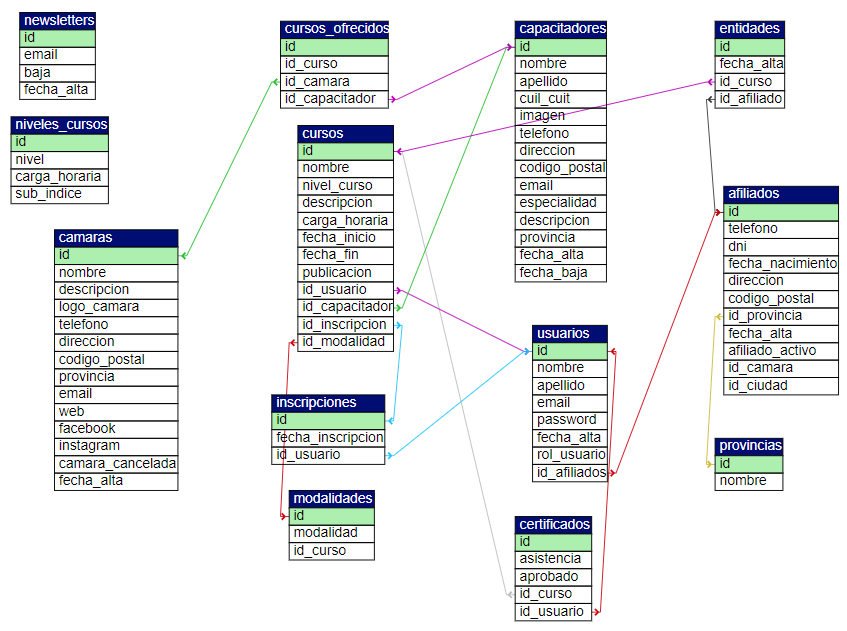 newsletters
id
email
baja
fecha_alta
niveles_cursos
id
nivel
carga_horaria
sub_indice
camaras
id
nombre
descripcion
logo_camara
telefono
direccion
codigo_postal
provincia
email
web
facebook
instagram
camara_cancelada
fecha_alta
cursos_ofrecidos
id
id_curso
id_camara
id_capacitador
cursos
id
nombre
nivel_curso
descripcion
carga_horaria
fecha_inicio
fecha_fin
publicacion
id_usuario
id_capacitador
id_inscripcion
id_modalidad
inscripciones
id
fecha_inscripcion
id_usuario
modalidades
id
modalidad
id_curso
capacitadores
id
nombre
apellido
cuil_cuit
imagen
telefono
direccion
codigo_postal
email
especialidad
descripcion
provincia
fecha_alta
fecha_baja
usuarios
id
nombre
apellido
email
password
fecha_alta
rol_usuario
id_afiliados
certificados
id
asistencia
aprobado
id_curso
id_usuario
entidades
id
fecha_alta
id_curso
id_afiliado
afiliados
id
telefono
dni
fecha_nacimiento
direccion
codigo_postal
id_provincia
fecha_alta
afiliado_activo
id_camara
id_ciudad
provincias
id
nombre